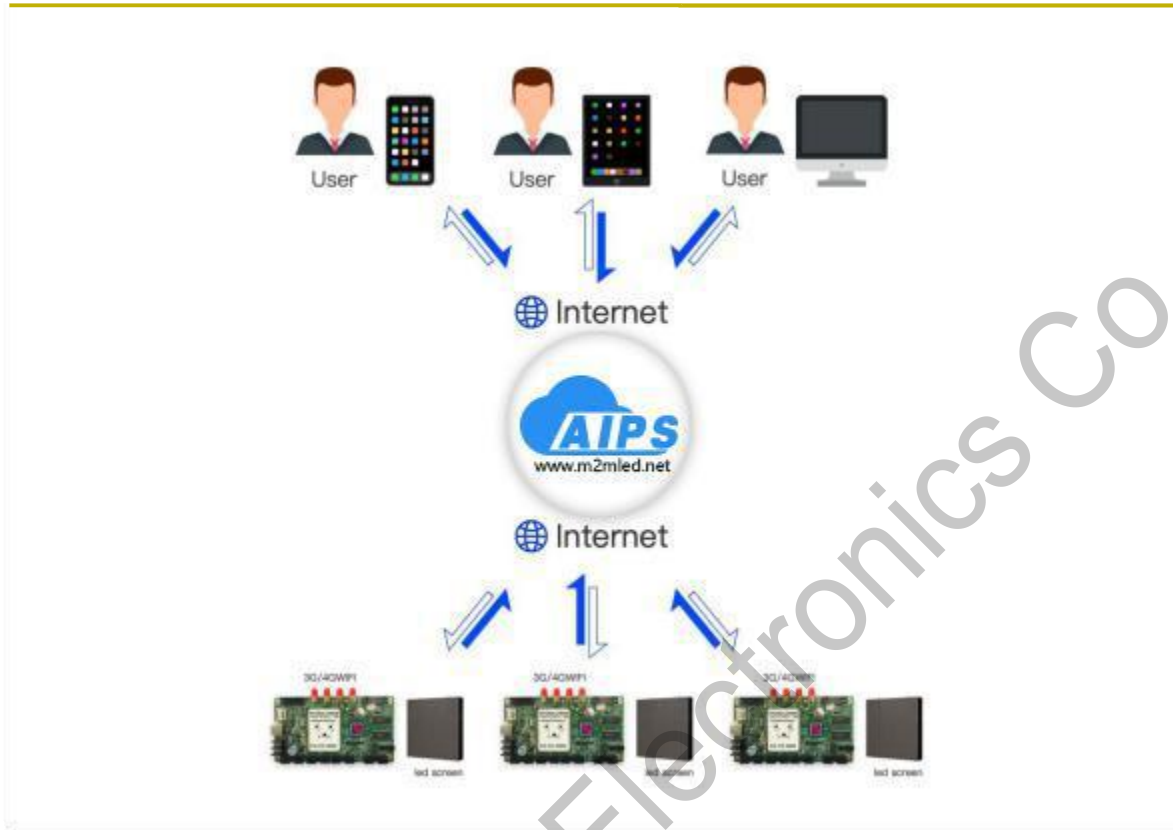 User User User
Internet
AIPS
www.m2mled.net
Internet
3G/4GWIFI 3G/4GWIFI 3G/4GWIFI
led screen led screen led screen
Electronics Co